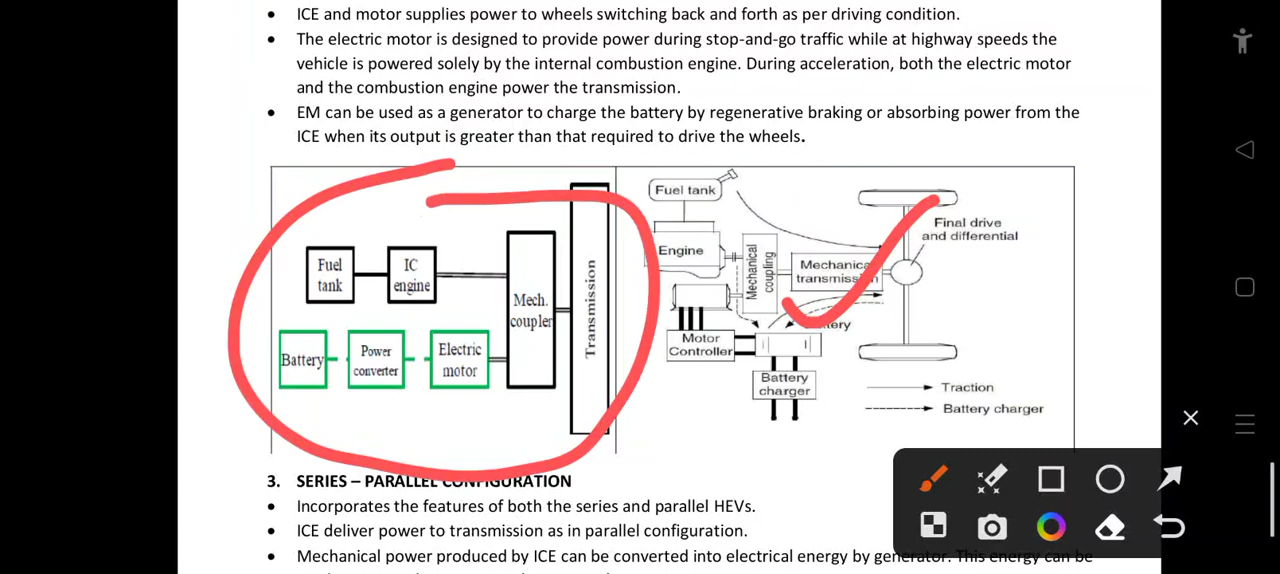 • ICE and motor supplies power to wheels switching back and forth as per driving condition.
• The electric motor is designed to provide power during stop-and-go traffic while at highway speeds the
vehicle is powered solely by the internal combustion engine. During acceleration, both the electric motor
and the combustion engine power the transmission.
• EM can be used as a generator to charge the battery by regenerative braking or absorbing power from the
ICE when its output is greater than that required to drive the wheels.
Fuel
tank
IC
engine
Mech.
coupler
Transmission
Battery
Power
converter
Electric
motor
Fuel tank
Engine
Mechanical
coupling
Mechanical
transmission
Final drive
and differential
Motor
Controller
Battery
charger
Traction
Battery charger
3. SERIES – PARALLEL CONFIGURATION
• Incorporates the features of both the series and parallel HEVs.
• ICE deliver power to transmission as in parallel configuration.
• Mechanical power produced by ICE can be converted into electrical energy by generator. This energy can be